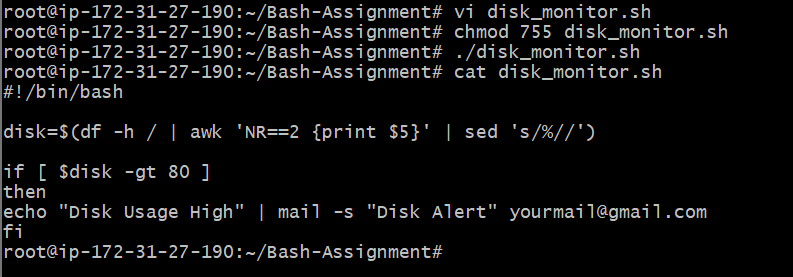 root@ip-172-31-27-190:~/Bash-Assignment# vi disk_monitor.sh
root@ip-172-31-27-190:~/Bash-Assignment# chmod 755 disk_monitor.sh
root@ip-172-31-27-190:~/Bash-Assignment# ./disk_monitor.sh
root@ip-172-31-27-190:~/Bash-Assignment# cat disk_monitor.sh
#!/bin/bash

disk=$(df -h / | awk 'NR==2 {print $5}' | sed 's/%//')

if [ $disk -gt 80 ]
then
echo "Disk Usage High" | mail -s "Disk Alert" yourmail@gmail.com
fi
root@ip-172-31-27-190:~/Bash-Assignment#